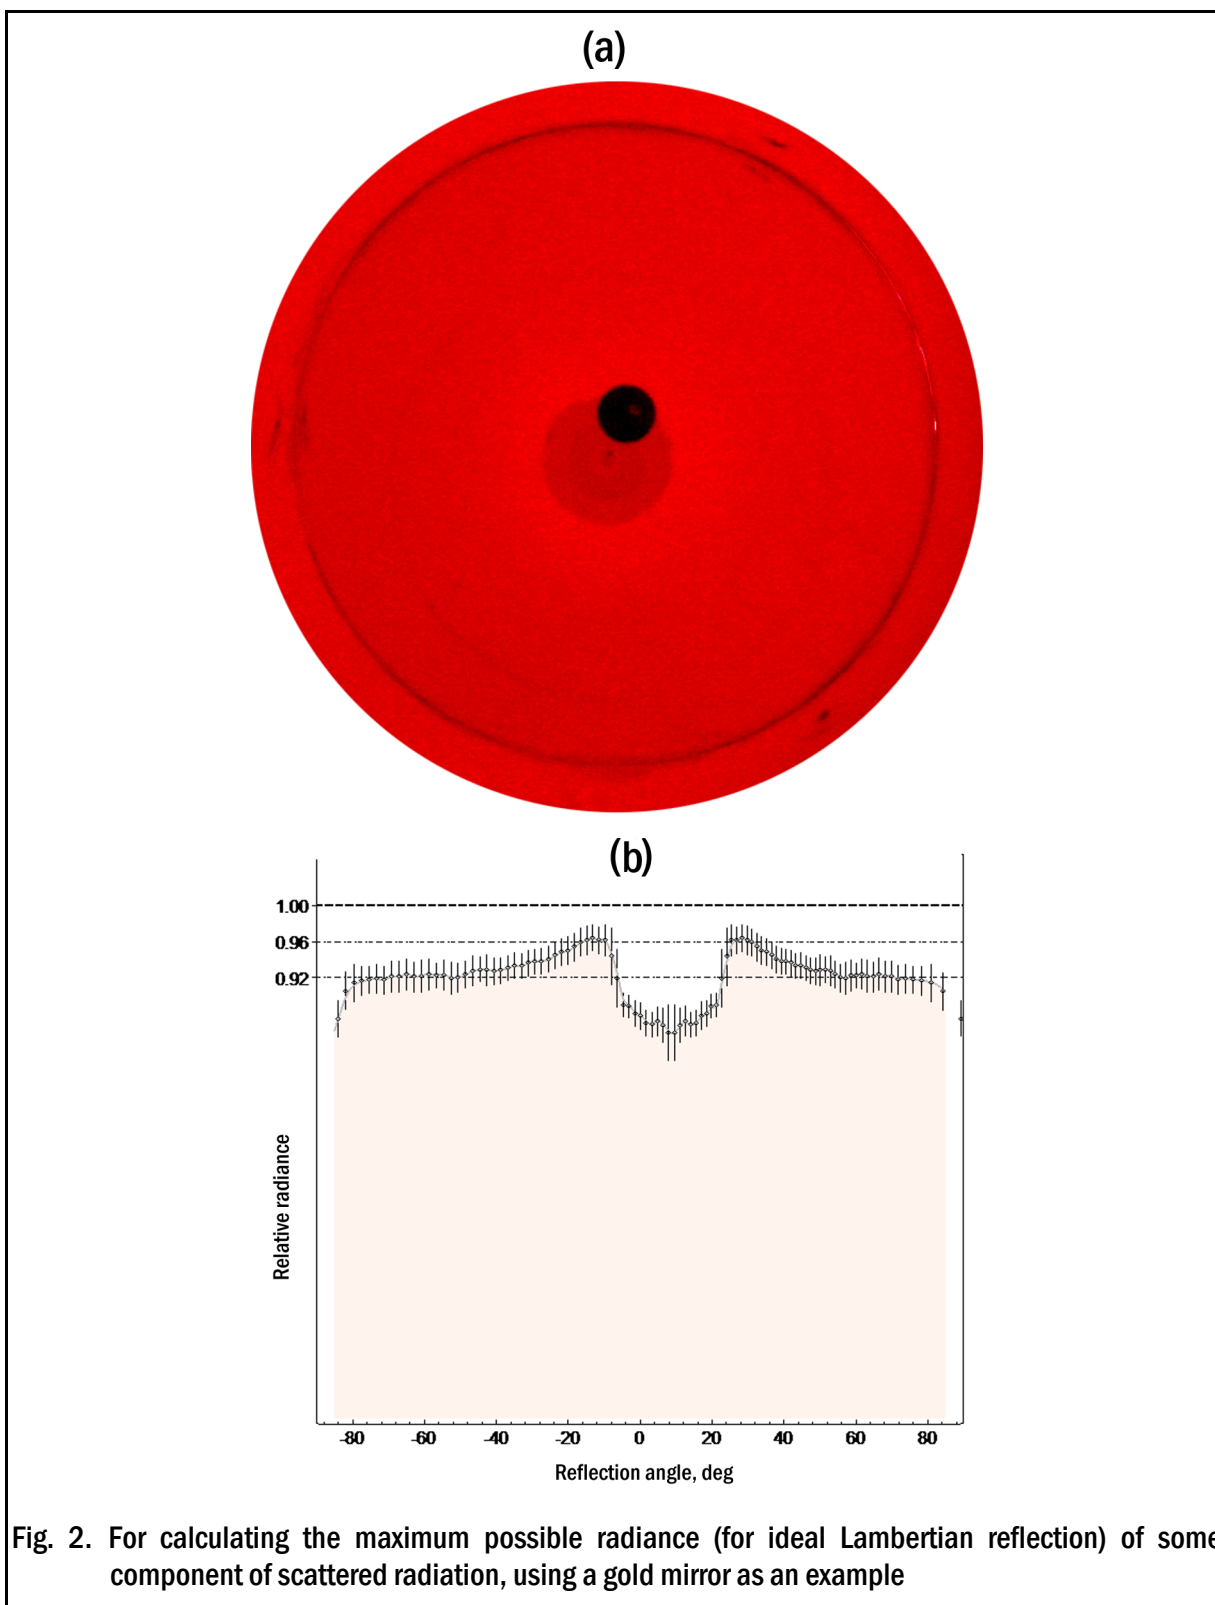 (a)
(b)
1.00
0.96
0.92
Relative radiance
-80 -60 -40 -20 0 20 40 60 80
Reflection angle, deg
Fig. 2. For calculating the maximum possible radiance (for ideal Lambertian reflection) of some
component of scattered radiation, using a gold mirror as an example